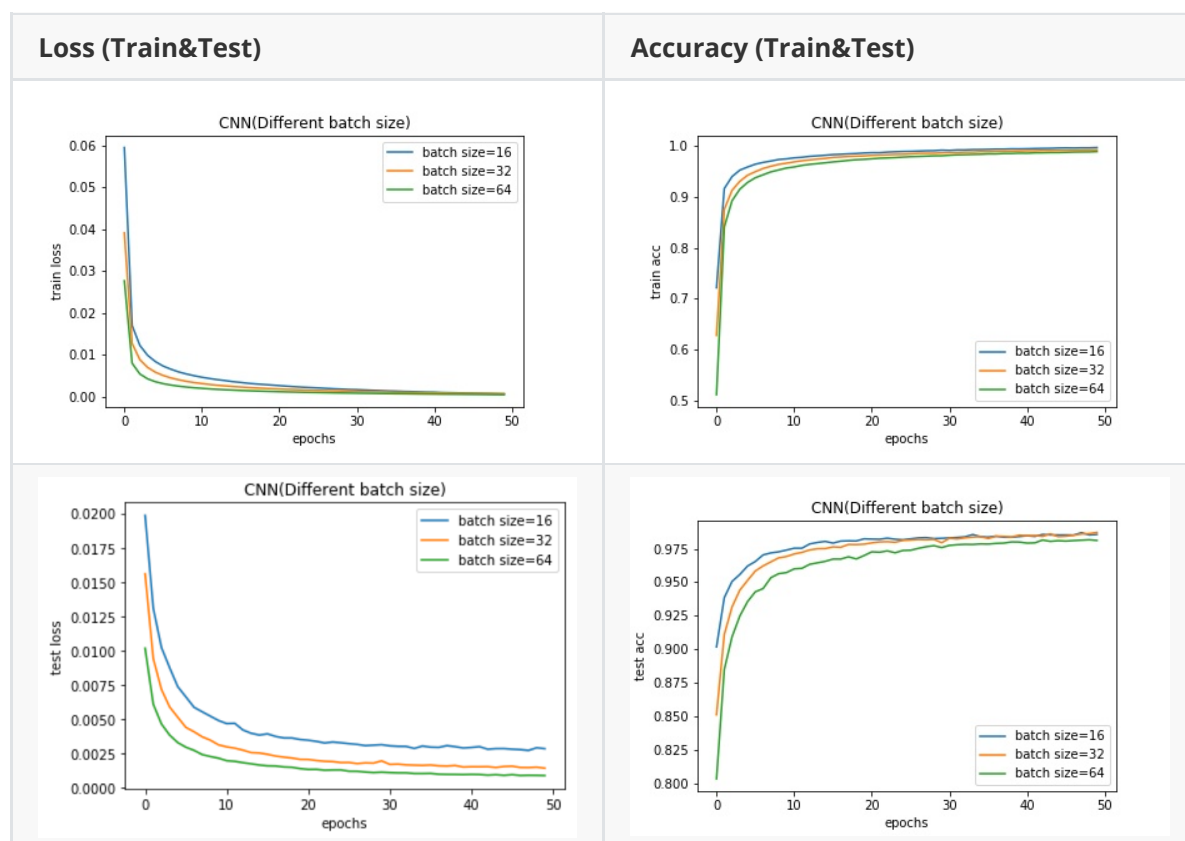 Loss (Train&Test)
Accuracy (Train&Test)
CNN(Different batch size)
0.06
0.05
0.04
0.03
0.02
0.01
0.00
train loss
batch size=16
batch size=32
batch size=64
0 10 20 30 40 50
epochs
CNN(Different batch size)
1.0
0.9
0.8
0.7
0.6
0.5
train acc
batch size=16
batch size=32
batch size=64
0 10 20 30 40 50
epochs
CNN(Different batch size)
0.0200
0.0175
0.0150
0.0125
0.0100
0.0075
0.0050
0.0025
0.0000
test loss
batch size=16
batch size=32
batch size=64
0 10 20 30 40 50
epochs
CNN(Different batch size)
0.975
0.950
0.925
0.900
0.875
0.850
0.825
0.800
test acc
batch size=16
batch size=32
batch size=64
0 10 20 30 40 50
epochs